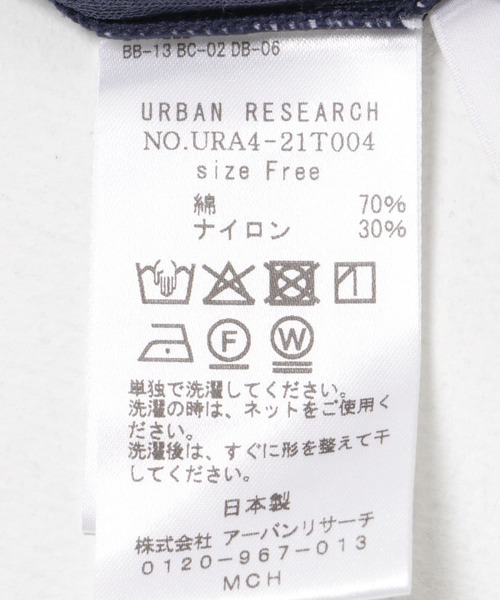 BB-13 BC-02 DB-06
URBAN RESEARCH
NO.URA4-21T004
size Free
綿 70%
ナイロン 30%
F W
単独で洗濯してください。
洗濯の時は、ネットをご使用く
ださい。
洗濯後は、すぐに形を整えて干
してください。
日本製
株式会社 アーバンリサーチ
0120-967-013
MCH